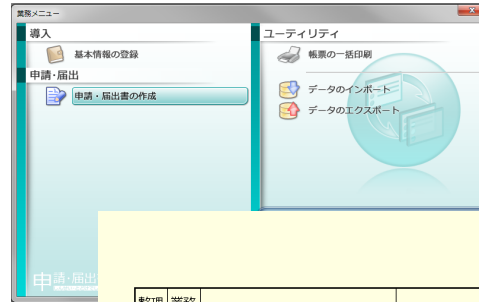 業務メニュー
導入
基本情報の登録
申請・届出
申請・届出書の作成
ユーティリティ
帳票の一括印刷
データのインポート
データのエクスポート
申請・届出
整理